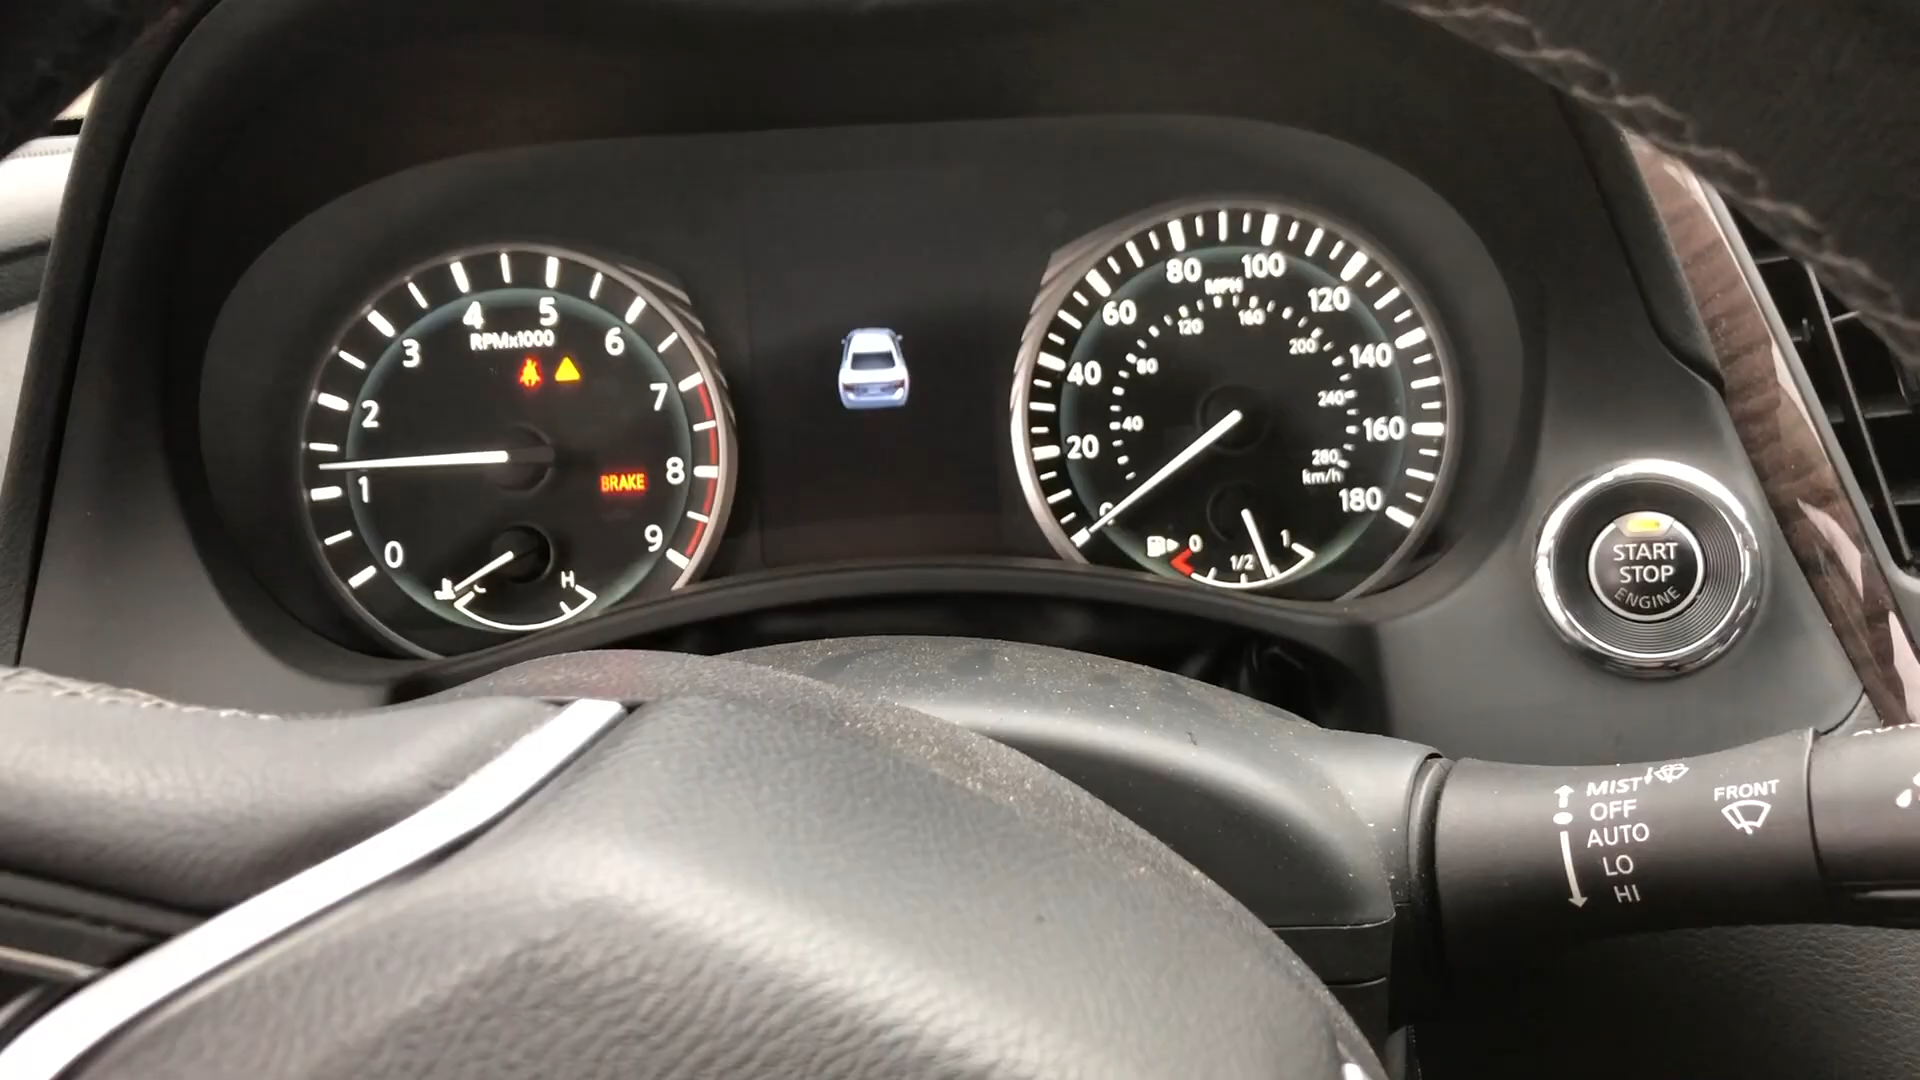 4 5
3 RPMx1000 6
2 7
1 BRAKE 8
0 9
H
80 100
60 MPH 120
120 160
40 80 200 140
20 40 240 160
280
km/h
0 180
0 1/2 1
START
STOP
ENGINE
MIST
OFF
AUTO
LO
HI
FRONT